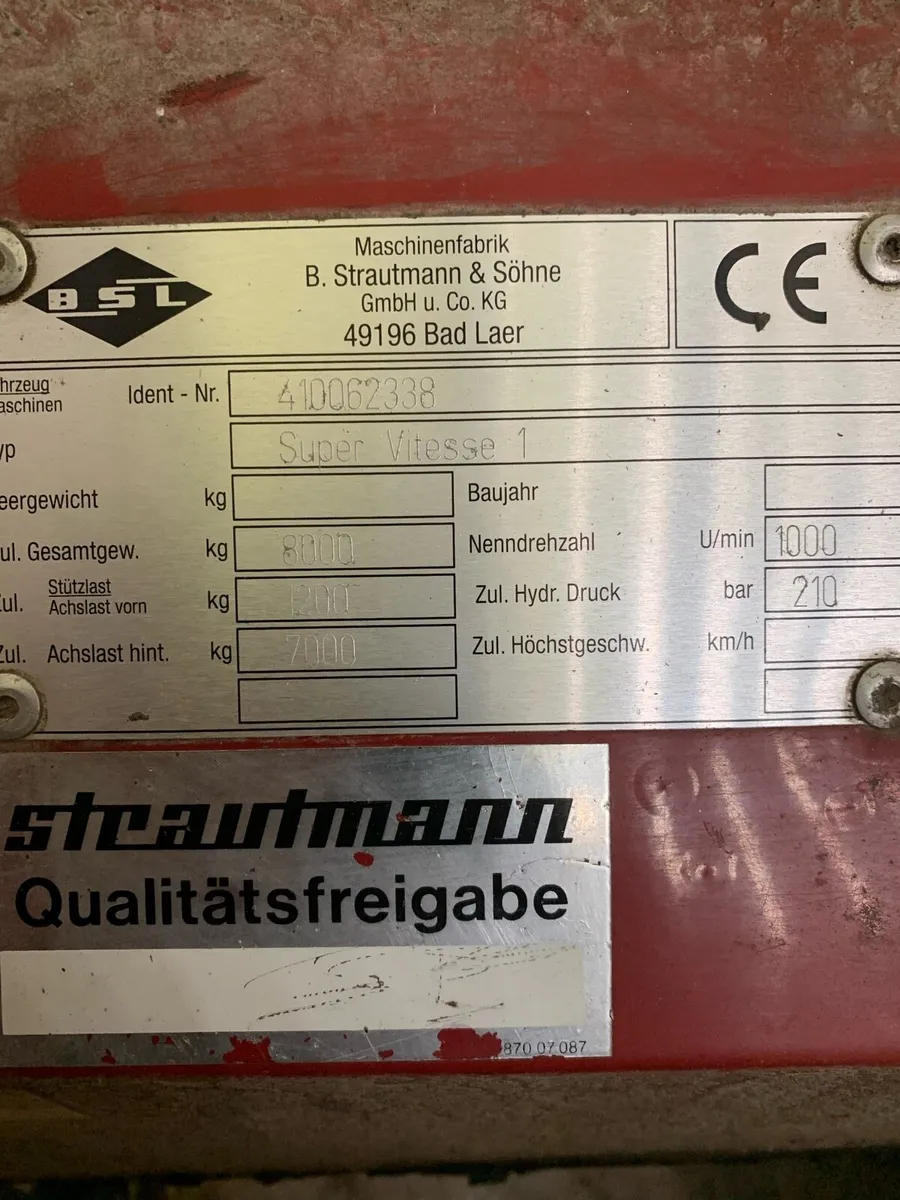 BSL
Maschinenfabrik
B. Strautmann & Söhne
GmbH u. Co. KG
49196 Bad Laer
CE
hrzeug
aschinen
Ident - Nr. 410062338
yp Super Vitesse 1
eergewicht kg
Baujahr
ul. Gesamtgew. kg 8000
Nenndrehzahl U/min 1000
ul. Stützlast
Achslast vorn kg 1200
Zul. Hydr. Druck bar 210
Zul. Achslast hint. kg 7000
Zul. Höchstgeschw. km/h
strautmann
Qualitätsfreigabe
870 07 087